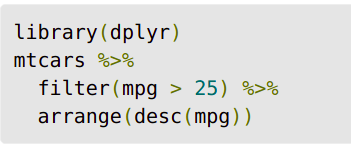 library(dplyr)
mtcars %>%
  filter(mpg > 25) %>%
  arrange(desc(mpg))